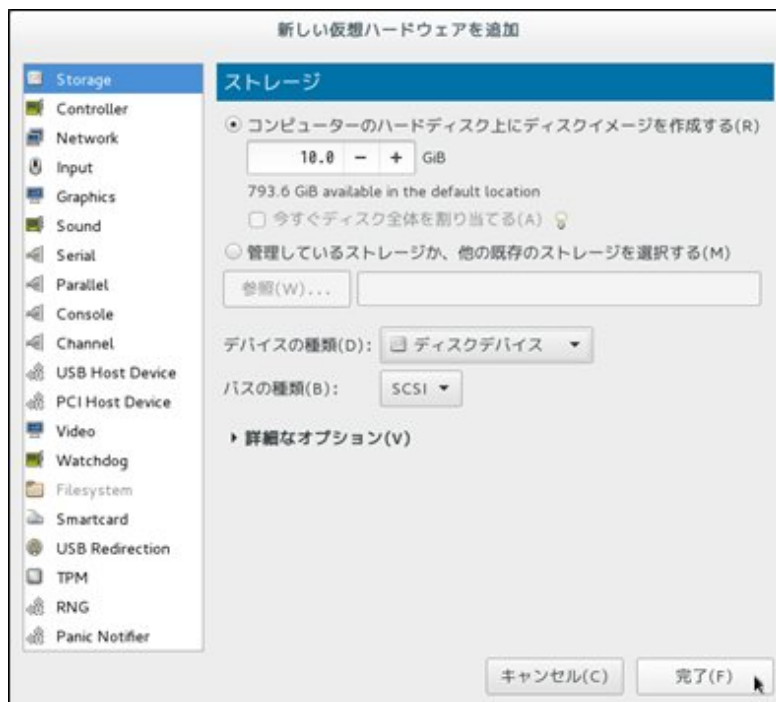 新しい仮想ハードウェアを追加
Storage
Controller
Network
Input
Graphics
Sound
Serial
Parallel
Console
Channel
USB Host Device
PCI Host Device
Video
Watchdog
Filesystem
Smartcard
USB Redirection
TPM
RNG
Panic Notifier
ストレージ
コンピューターのハードディスク上にディスクイメージを作成する(R)
10.0 − + GiB
793.6 GiB available in the default location
今すぐディスク全体を割り当てる(A)
管理しているストレージか、他の既存のストレージを選択する(M)
参照(W)...
デバイスの種類(D): ディスクデバイス
バスの種類(B): SCSI
詳細なオプション(V)
キャンセル(C) 完了(F)